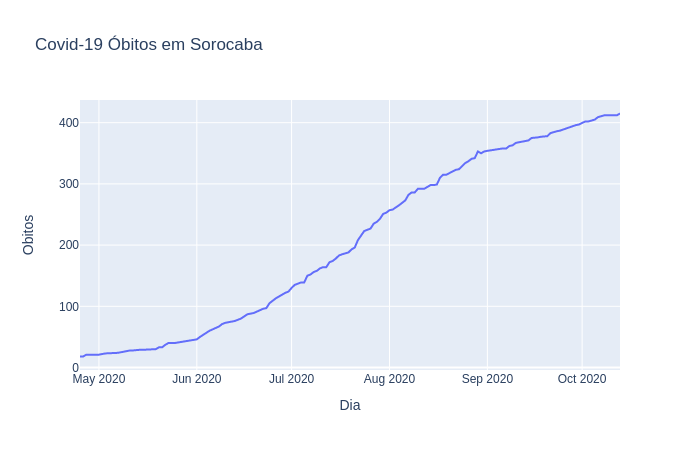 Covid-19 Óbitos em Sorocaba
400
300
200
100
0
Obitos
May 2020
Jun 2020
Jul 2020
Aug 2020
Sep 2020
Oct 2020
Dia